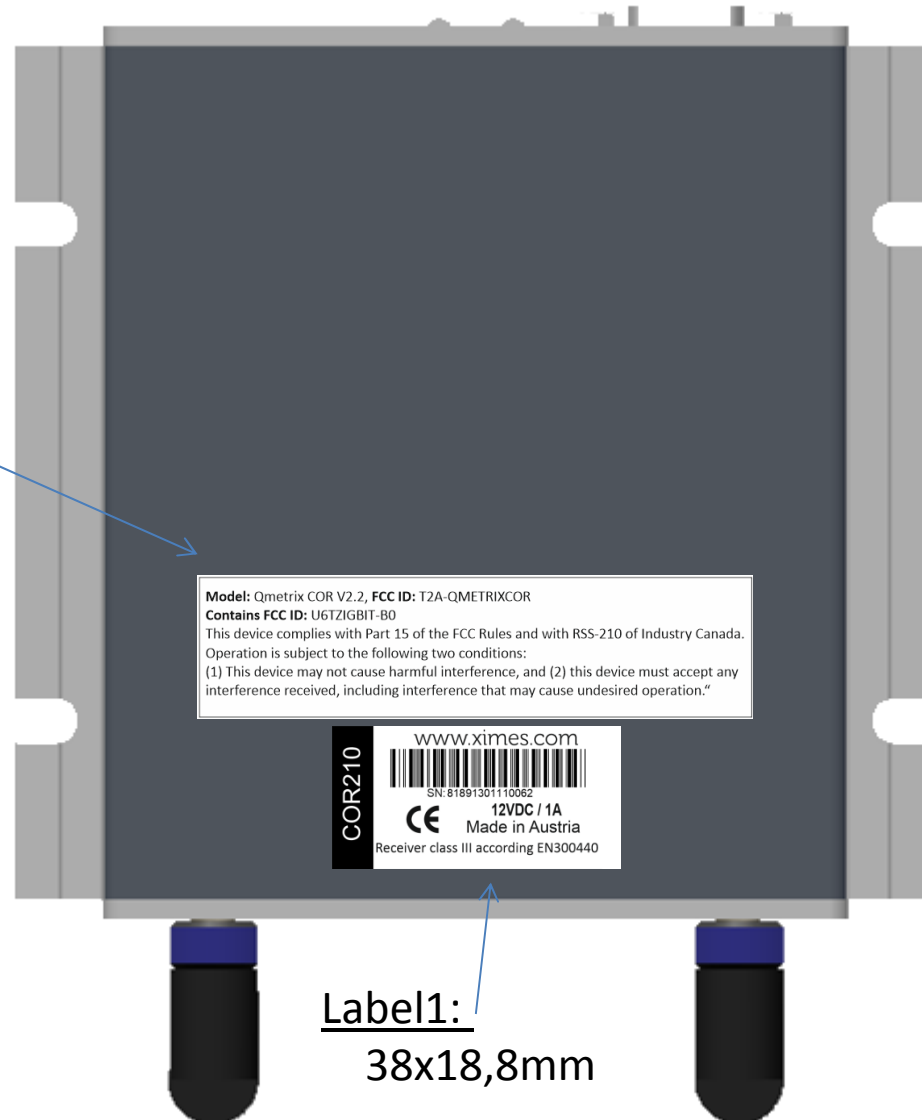 Model: Qmetrix COR V2.2, FCC ID: T2A-QMETRIXCOR
Contains FCC ID: U6TZIGBIT-B0
This device complies with Part 15 of the FCC Rules and with RSS-210 of Industry Canada.
Operation is subject to the following two conditions:
(1) This device may not cause harmful interference, and (2) this device must accept any
interference received, including interference that may cause undesired operation.“
COR210
www.ximes.com
SN:81891301110062
CE
12VDC / 1A
Made in Austria
Receiver class III according EN300440
Label1:
38x18,8mm